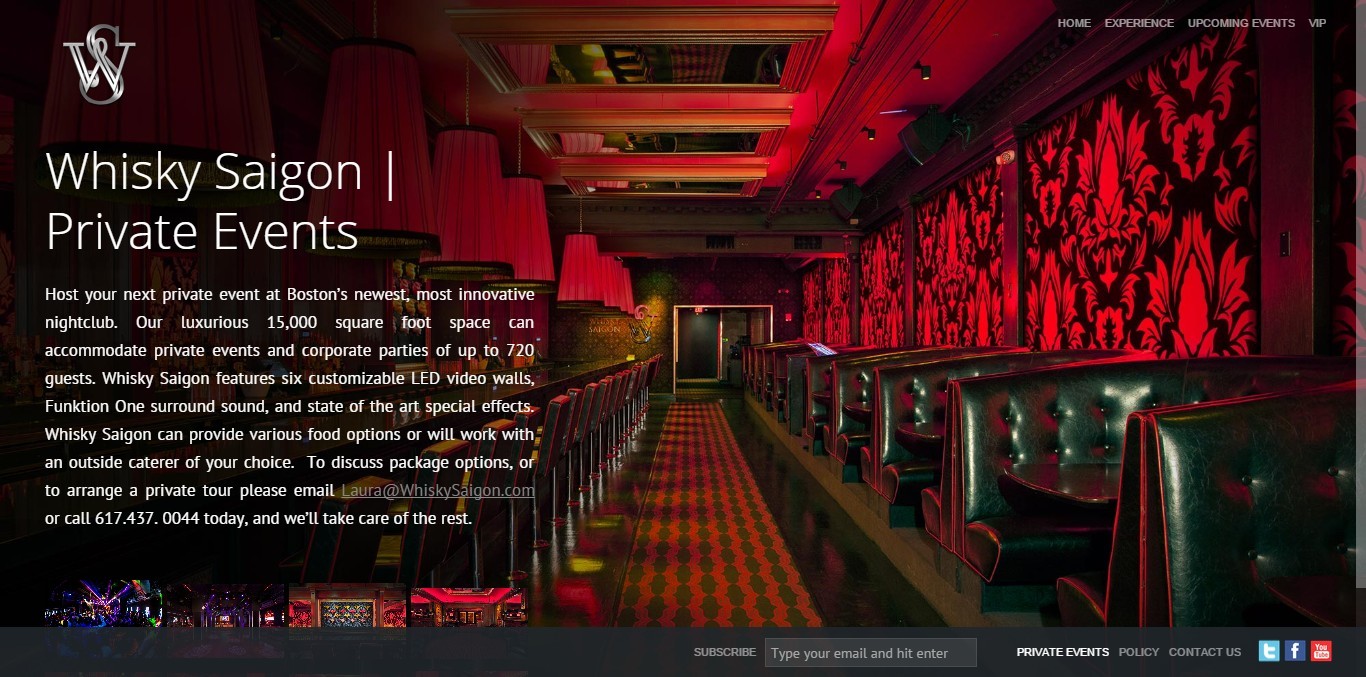 HOME EXPERIENCE UPCOMING EVENTS VIP
WS
Whisky Saigon |
Private Events
Host your next private event at Boston’s newest, most innovative
nightclub. Our luxurious 15,000 square foot space can
accommodate private events and corporate parties of up to 720
guests. Whisky Saigon features six customizable LED video walls,
Funktion One surround sound, and state of the art special effects.
Whisky Saigon can provide various food options or will work with
an outside caterer of your choice.  To discuss package options, or
to arrange a private tour please email Laura@WhiskySaigon.com
or call 617.437. 0044 today, and we’ll take care of the rest.
SAIGON
SUBSCRIBE Type your email and hit enter PRIVATE EVENTS POLICY CONTACT US t f You Tube